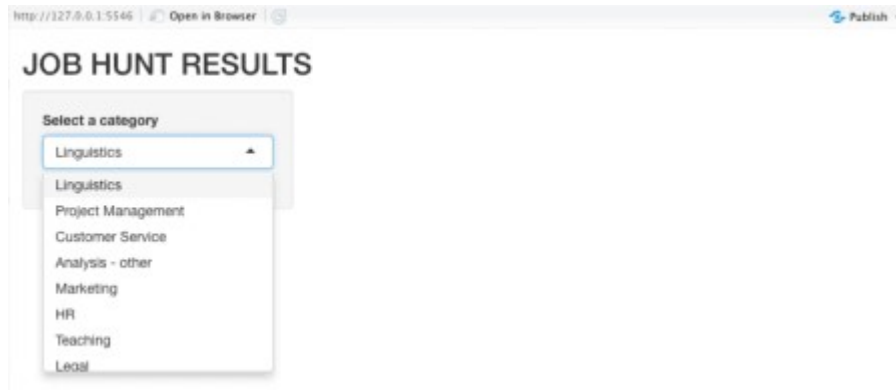 http://127.0.0.1:5546 Open in Browser Publish
JOB HUNT RESULTS
Select a category
Linguistics
Linguistics
Project Management
Customer Service
Analysis - other
Marketing
HR
Teaching
Legal